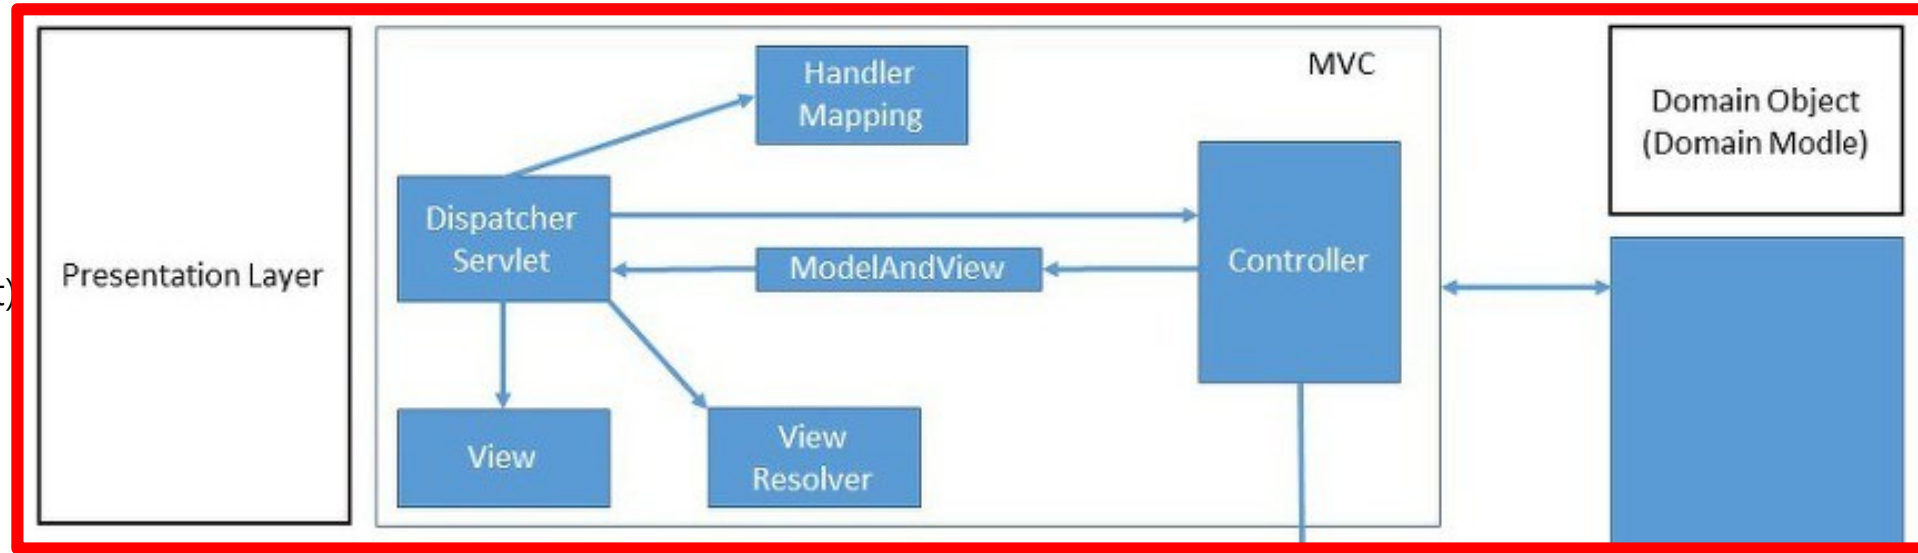 t)
Presentation Layer
MVC
Handler
Mapping
Dispatcher
Servlet
ModelAndView
Controller
View
View
Resolver
Domain Object
(Domain Modle)